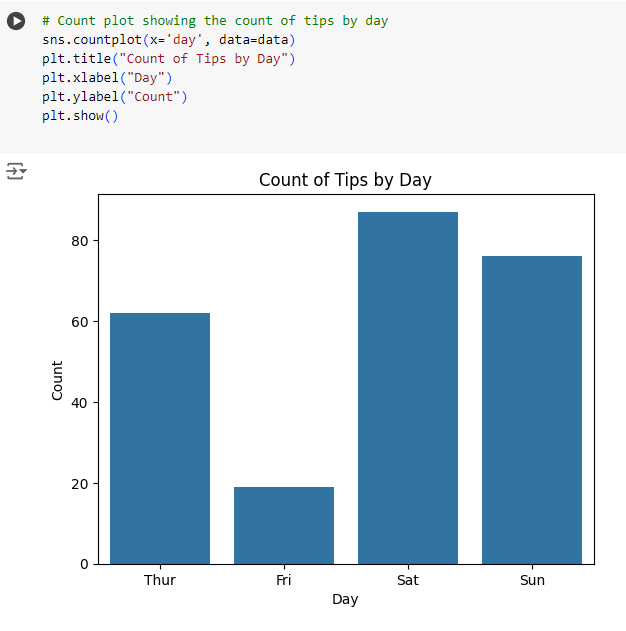 # Count plot showing the count of tips by day
sns.countplot(x='day', data=data)
plt.title("Count of Tips by Day")
plt.xlabel("Day")
plt.ylabel("Count")
plt.show()
Count of Tips by Day
80
60
40
20
0
Count
Thur Fri Sat Sun
Day